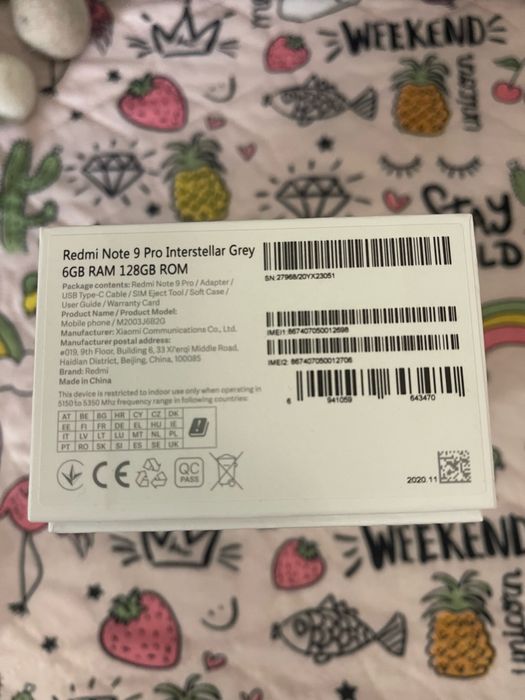 my
WEEKEND
unicorn
STAY
Redmi Note 9 Pro Interstellar Grey
6GB RAM 128GB ROM
Package contents: Redmi Note 9 Pro / Adapter /
USB Type-C Cable / SIM Eject Tool / Soft Case /
User Guide / Warranty Card
Product Name / Product Model:
Mobile phone / M2003J6B2G
Manufacturer: Xiaomi Communications Co., Ltd.
Manufacturer postal address:
#019, 9th Floor, Building 6, 33 Xi'erqi Middle Road,
Haidian District, Beijing, China, 100085
Brand: Redmi
Made in China
This device is restricted to indoor use only when operating in
5150 to 5350 Mhz frequency range in following countries:
AT BE BG HR CY CZ DK
EE FI FR DE EL HU IE
IT LV LT LU MT NL PL
PT RO SK SI ES SE UK
CE
QC
PASS
SN: 27968/20YX23051
IMEI1: 867407050012698
IMEI2: 867407050012706
6 941059 643470
2020.11
WEEKEND
unicorn